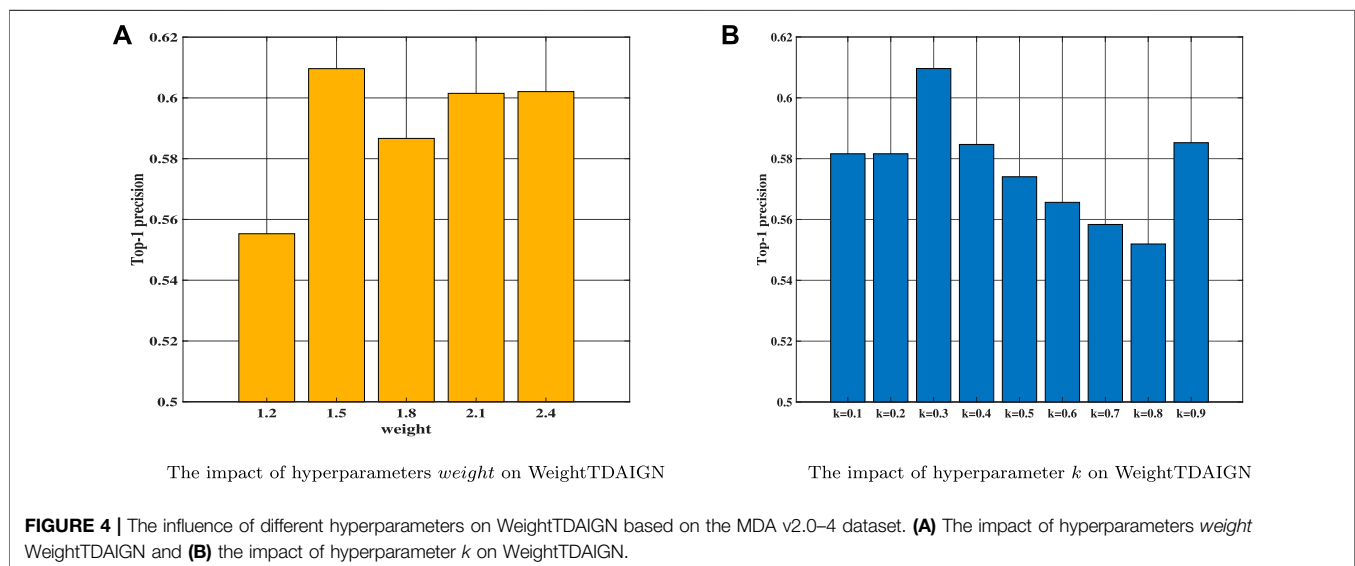 A
0.62
0.6
0.58
0.56
0.54
0.52
0.5
Top-1 precision
1.2 1.5 1.8 2.1 2.4
weight
The impact of hyperparameters weight on WeightTDAIGN
B
0.62
0.6
0.58
0.56
0.54
0.52
0.5
Top-1 precision
k=0.1 k=0.2 k=0.3 k=0.4 k=0.5 k=0.6 k=0.7 k=0.8 k=0.9
The impact of hyperparameter k on WeightTDAIGN
FIGURE 4 | The influence of different hyperparameters on WeightTDAIGN based on the MDA v2.0–4 dataset. (A) The impact of hyperparameters weight
WeightTDAIGN and (B) the impact of hyperparameter k on WeightTDAIGN.